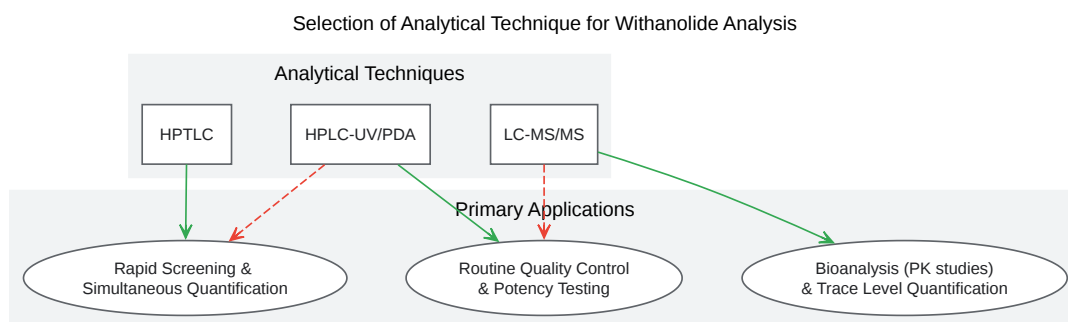 Selection of Analytical Technique for Withanolide Analysis
Analytical Techniques
HPTLC
HPLC-UV/PDA
LC-MS/MS
Primary Applications
Rapid Screening &
Simultaneous Quantification
Routine Quality Control
& Potency Testing
Bioanalysis (PK studies)
& Trace Level Quantification